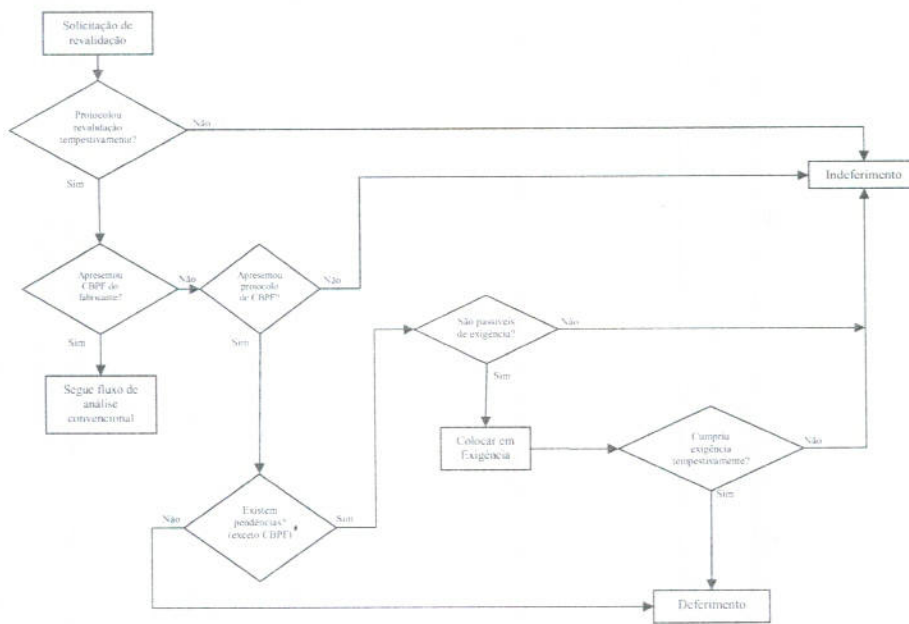 Solicitação de
revalidação
Protocolou
revalidação
tempestivamente?
Não
Sim
Indeferimento
Apresentou
CBPF do
fabricante?
Não
Apresentou
protocolo
de CBPF?
Não
Sim
Sim
São passíveis
de exigência?
Não
Sim
Segue fluxo de
análise
convencional
Colocar em
Exigência
Cumpriu
exigência
tempestivamente?
Não
Sim
Existem
pendências?
(exceto CBPF)
Não
Sim
Deferimento